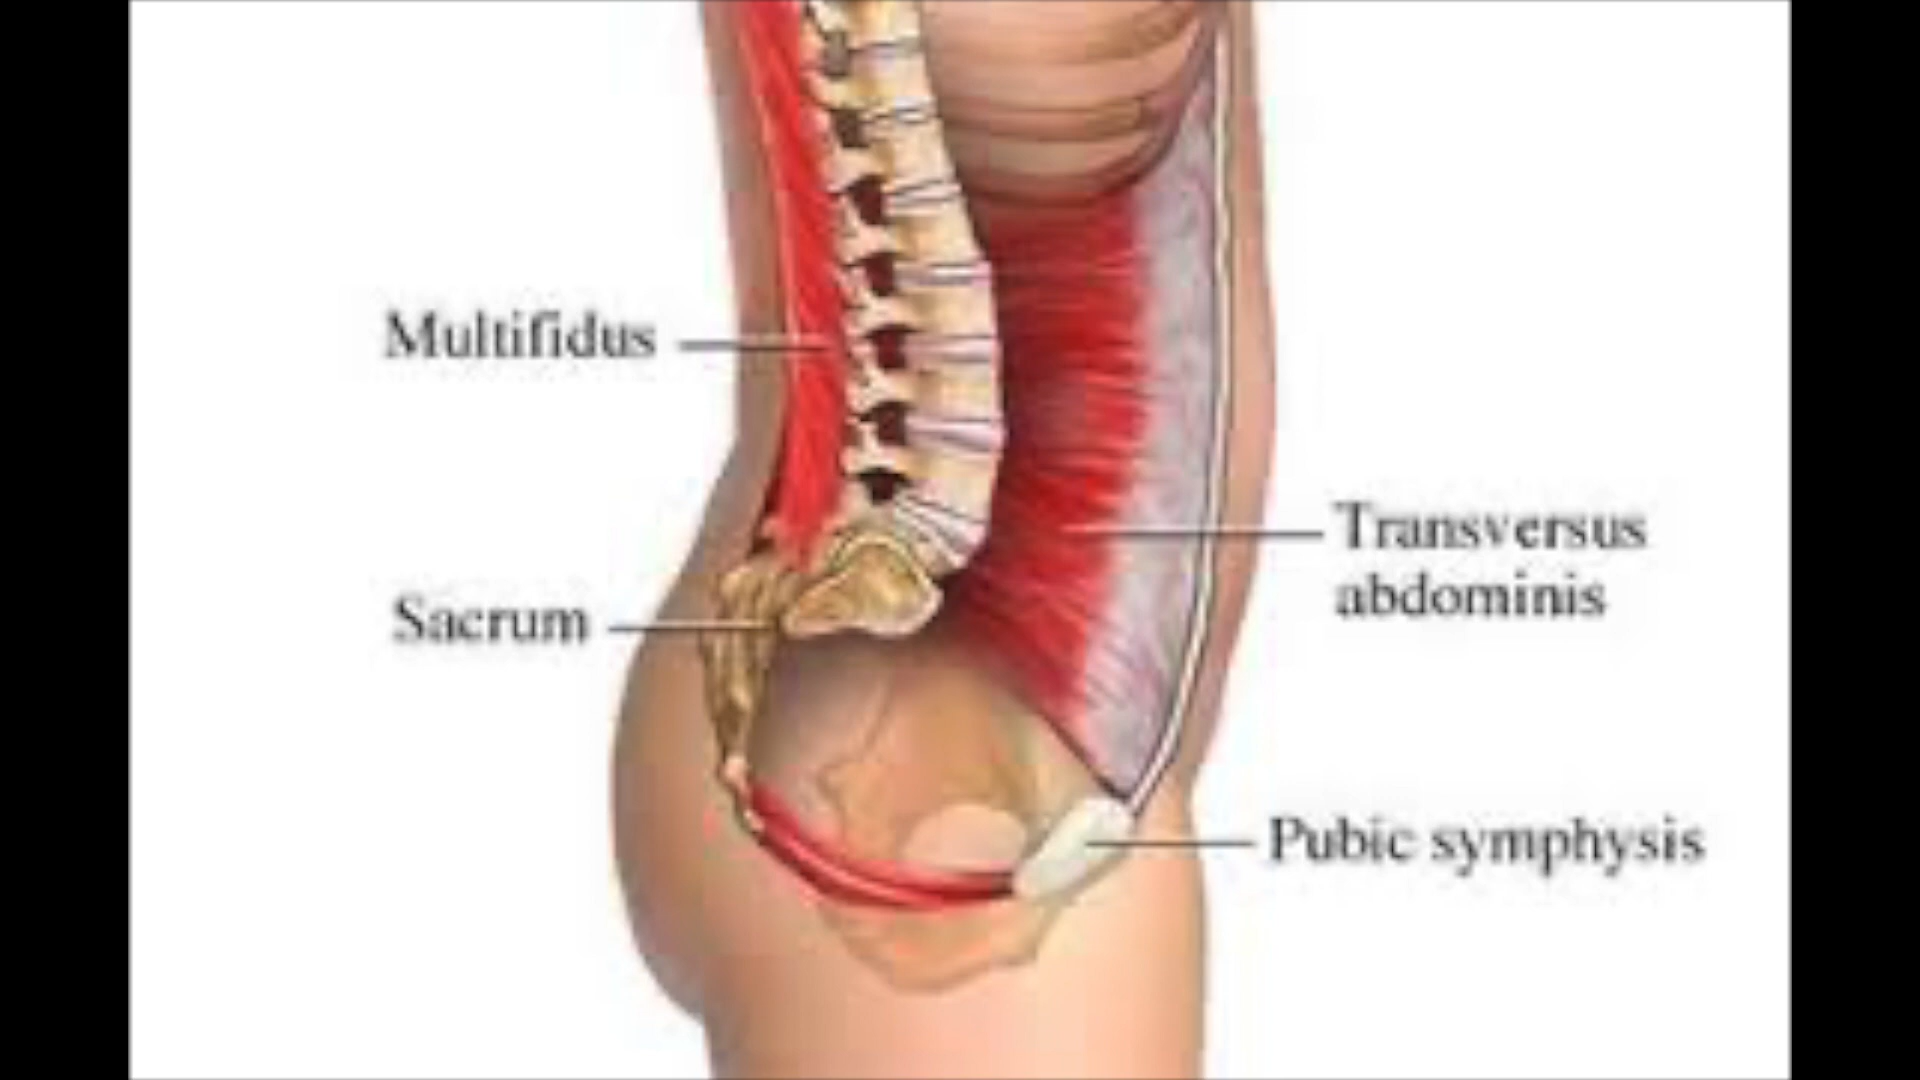 Multifidus
Transversus
abdominis
Sacrum
Pubic symphysis